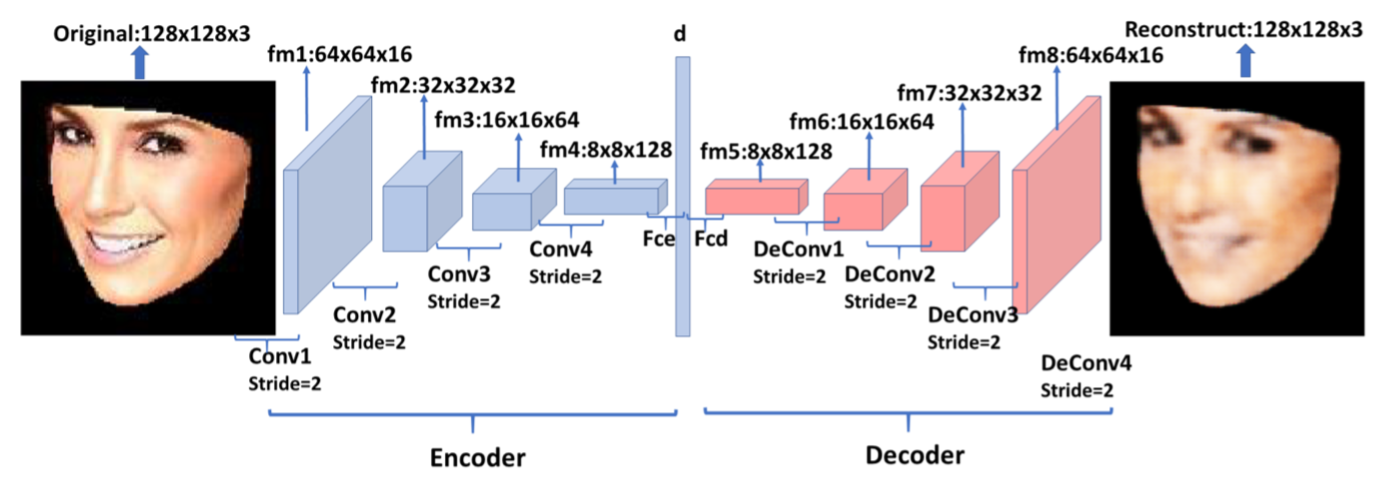 Original:128x128x3
fm1:64x64x16
fm2:32x32x32
fm3:16x16x64
fm4:8x8x128
d
fm5:8x8x128
fm6:16x16x64
fm7:32x32x32
fm8:64x64x16
Reconstruct:128x128x3
Conv1
Stride=2
Conv2
Stride=2
Conv3
Stride=2
Conv4
Stride=2
Fce
Fcd
DeConv1
Stride=2
DeConv2
Stride=2
DeConv3
Stride=2
DeConv4
Stride=2
Encoder
Decoder